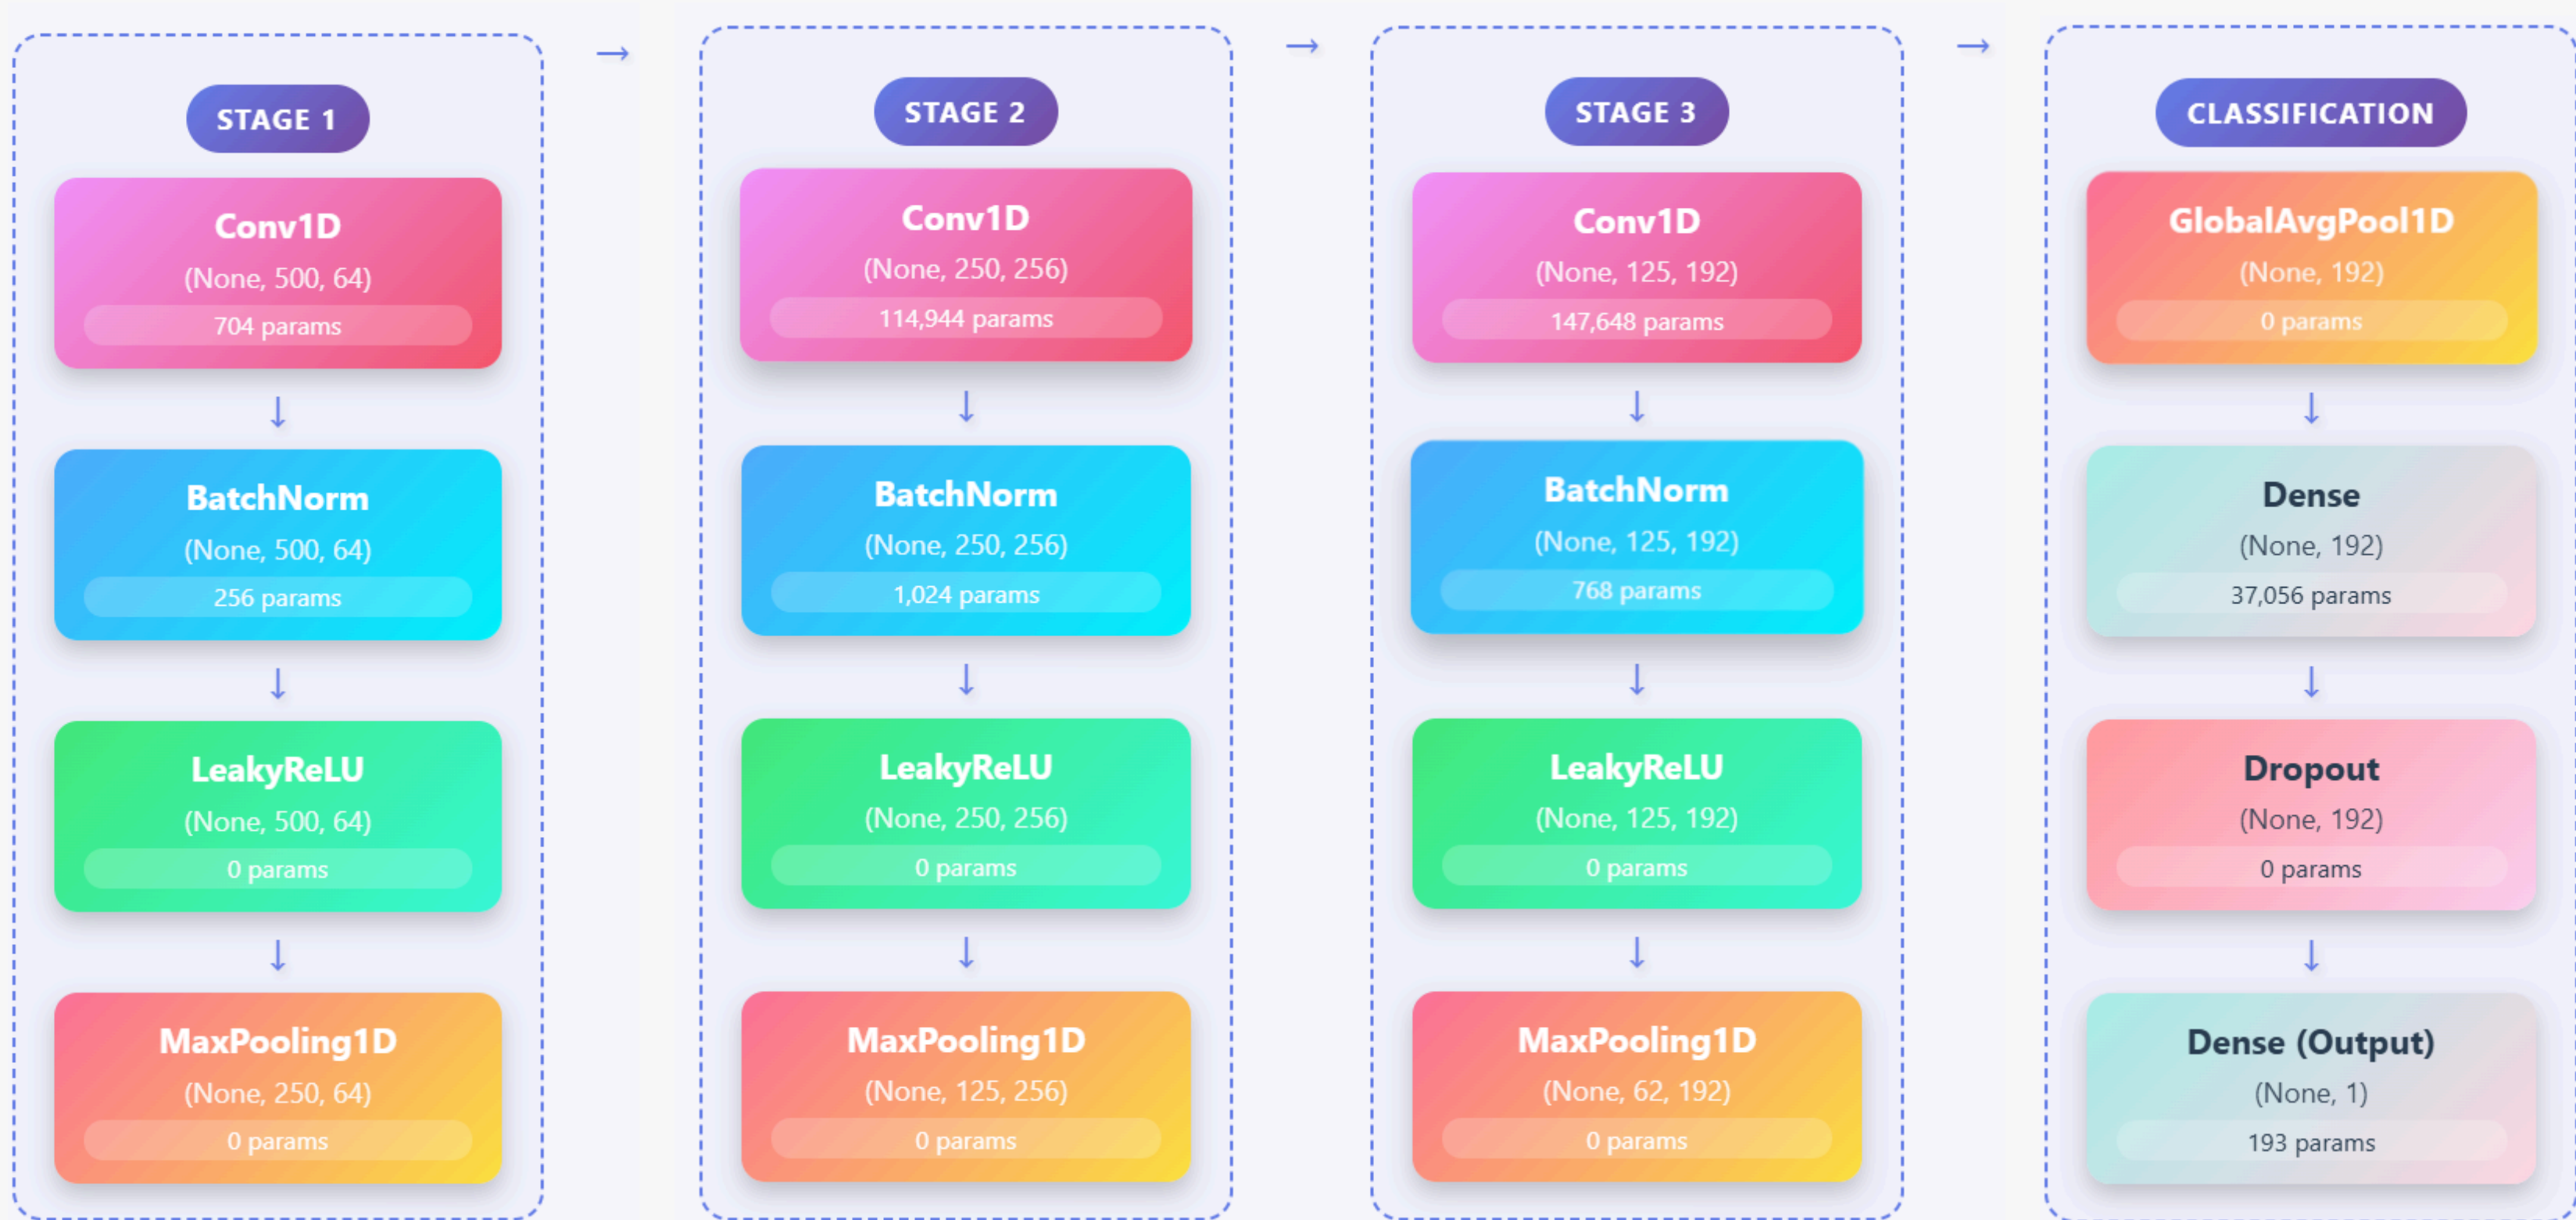 →
→
→
STAGE 1
Conv1D
(None, 500, 64)
704 params
↓
BatchNorm
(None, 500, 64)
256 params
↓
LeakyReLU
(None, 500, 64)
0 params
↓
MaxPooling1D
(None, 250, 64)
0 params
STAGE 2
Conv1D
(None, 250, 256)
114,944 params
↓
BatchNorm
(None, 250, 256)
1,024 params
↓
LeakyReLU
(None, 250, 256)
0 params
↓
MaxPooling1D
(None, 125, 256)
0 params
STAGE 3
Conv1D
(None, 125, 192)
147,648 params
↓
BatchNorm
(None, 125, 192)
768 params
↓
LeakyReLU
(None, 125, 192)
0 params
↓
MaxPooling1D
(None, 62, 192)
0 params
CLASSIFICATION
GlobalAvgPool1D
(None, 192)
0 params
↓
Dense
(None, 192)
37,056 params
↓
Dropout
(None, 192)
0 params
↓
Dense (Output)
(None, 1)
193 params